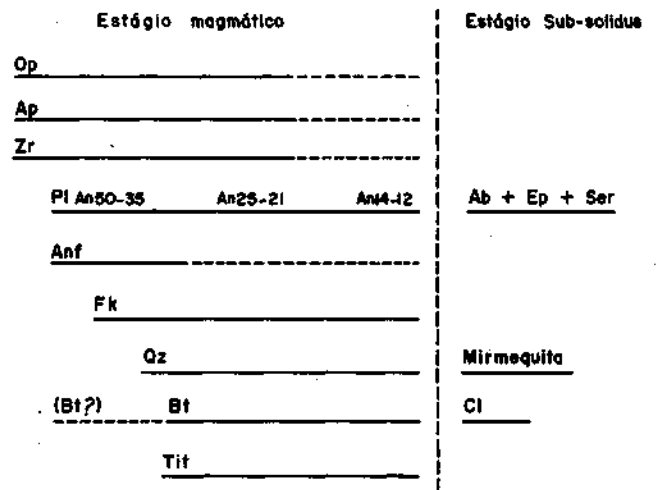 Estágio magmático Estágio Sub-solidus
Op
Ap
Zr
Pl An50-35 An25-21 An14-12 Ab + Ep + Ser
Anf
Fk
Qz Mirmequita
(Bt?) Bt Cl
Tit